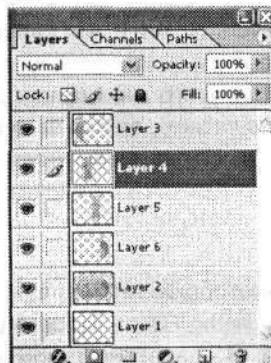 Layers Channels Paths
Normal Opacity: 100%
Lock: Fill: 100%
Layer 3
Layer 4
Layer 5
Layer 6
Layer 2
Layer 1